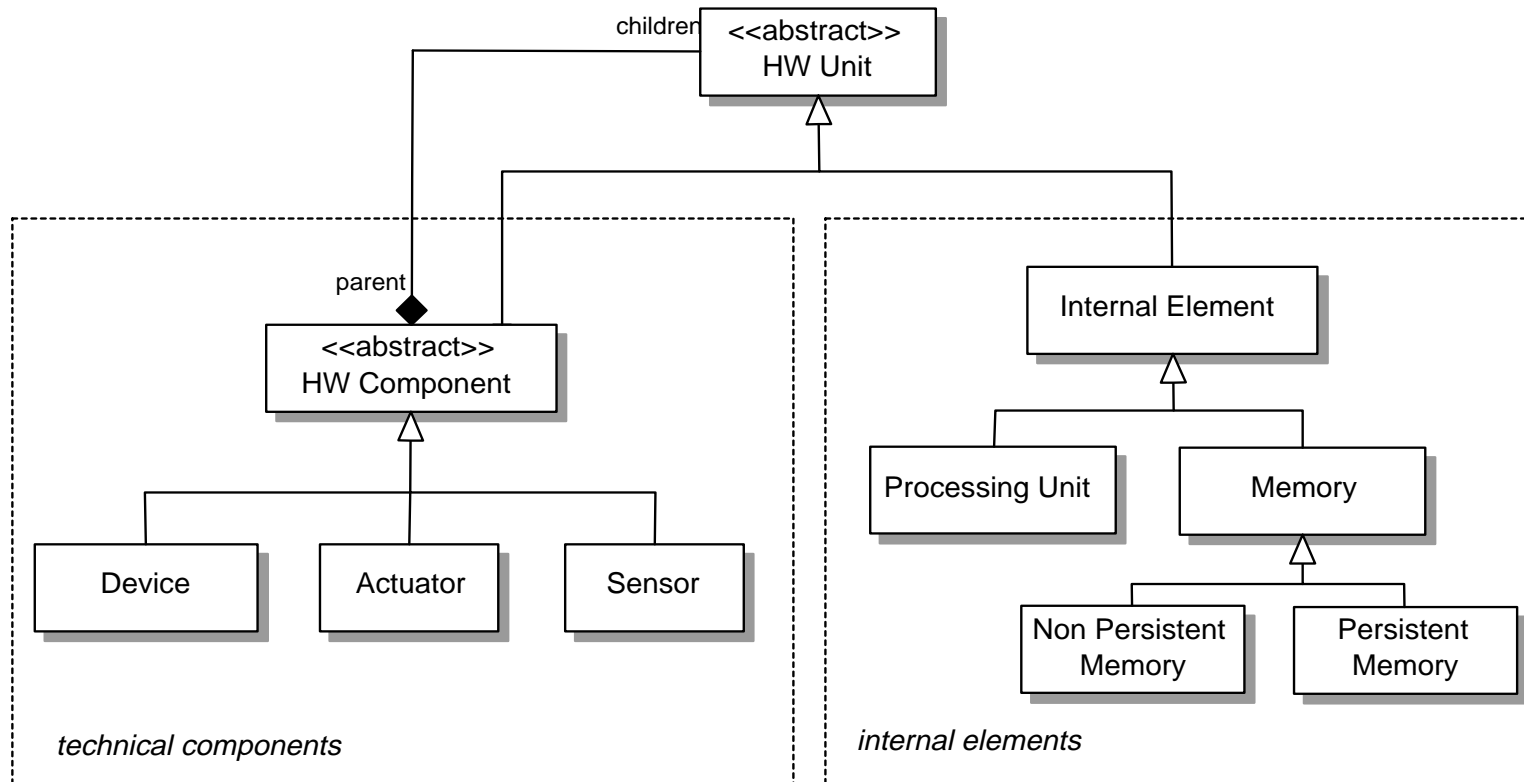 children
<<abstract>>
HW Unit
parent
<<abstract>>
HW Component
Internal Element
Processing Unit
Memory
Device
Actuator
Sensor
Non Persistent
Memory
Persistent
Memory
technical components
internal elements